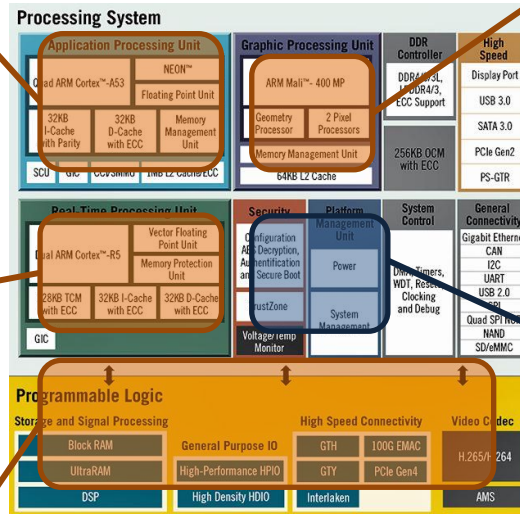 Processing System
Application Processing Unit
Quad ARM Cortex™-A53
NEON™
Floating Point Unit
32KB
I-Cache
with Parity
32KB
D-Cache
with ECC
Memory
Management
Unit
SCU
GIC
CCI/SMMU
1MB L2 Cache/ECC
Graphic Processing Unit
ARM Mali™- 400 MP
Geometry
Processor
2 Pixel
Processors
Memory Management Unit
64KB L2 Cache
DDR
Controller
DDR4/3/3L,
LPDDR4/3,
ECC Support
256KB OCM
with ECC
High
Speed
Display Port
USB 3.0
SATA 3.0
PCIe Gen2
PS-GTR
Real-Time Processing Unit
Dual ARM Cortex™-R5
Vector Floating
Point Unit
Memory Protection
Unit
128KB TCM
with ECC
32KB I-Cache
with ECC
32KB D-Cache
with ECC
GIC
Security
Configuration
AES Decryption,
Authentification
and Secure Boot
TrustZone
Voltage/Temp
Monitor
Platform
Management
Unit
Power
System
Management
System
Control
DMA, Timers,
WDT, Resets,
Clocking
and Debug
General
Connectivity
Gigabit Ethernet
CAN
I2C
UART
USB 2.0
SPI
Quad SPI NOR
NAND
SD/eMMC
Programmable Logic
Storage and Signal Processing
Block RAM
UltraRAM
DSP
General Purpose IO
High-Performance HPIO
High Density HDIO
High Speed Connectivity
GTH
100G EMAC
GTY
PCIe Gen4
Interlaken
Video Codec
H.265/H.264
AMS